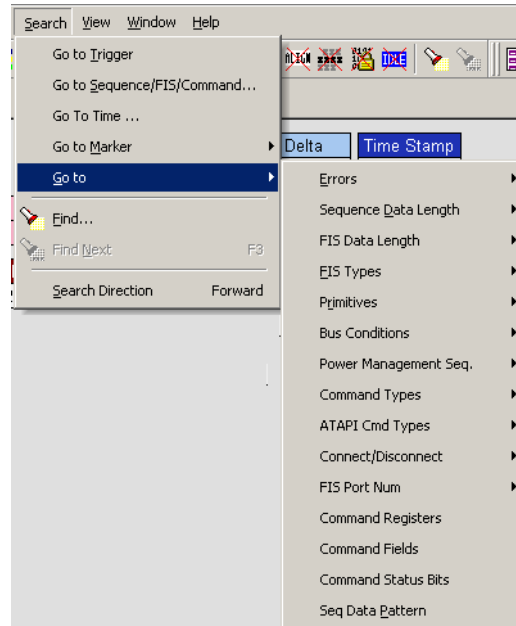 Search View Window Help
Go to Trigger
Go to Sequence/FIS/Command...
Go To Time ...
Go to Marker
Go to
Find...
Find Next F3
Search Direction Forward
ALIGN XXXX IDLE
Delta Time Stamp
Errors
Sequence Data Length
FIS Data Length
FIS Types
Primitives
Bus Conditions
Power Management Seq.
Command Types
ATAPI Cmd Types
Connect/Disconnect
FIS Port Num
Command Registers
Command Fields
Command Status Bits
Seq Data Pattern